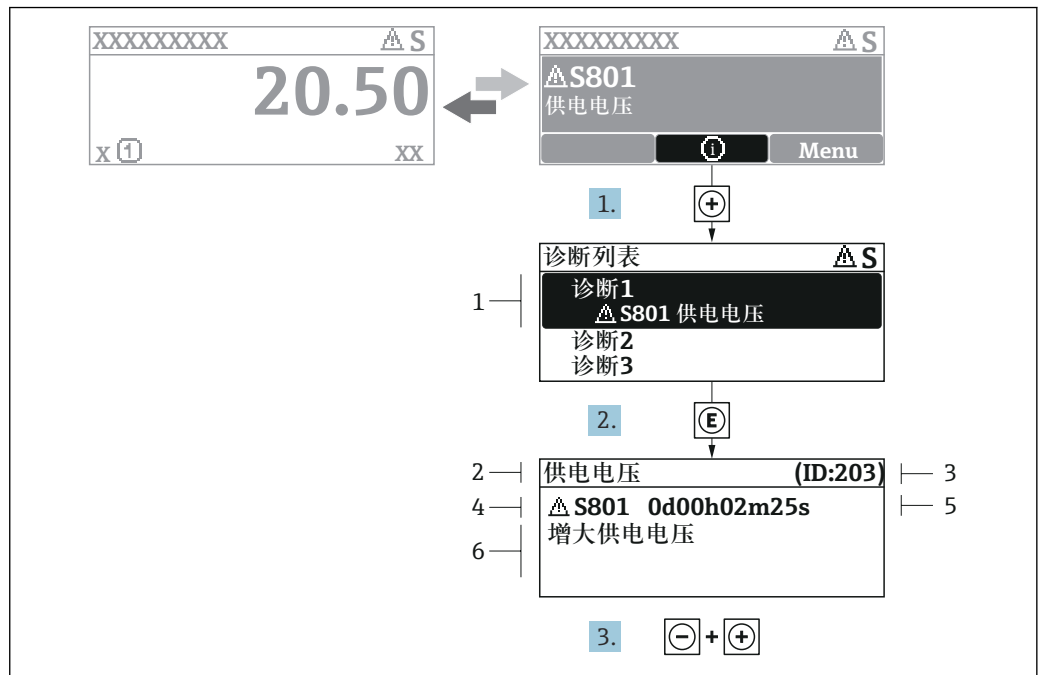 XXXXXXXXX ⚠ S
20.50
X ① XX
XXXXXXXXX ⚠ S
⚠S801
供电电压
ⓘ Menu
1. +
诊断列表 ⚠ S
1
诊断1
⚠ S801 供电电压
诊断2
诊断3
2. E
2 供电电压 (ID:203) 3
4 ⚠ S801 0d00h02m25s 5
6 增大供电电压
3. − + +